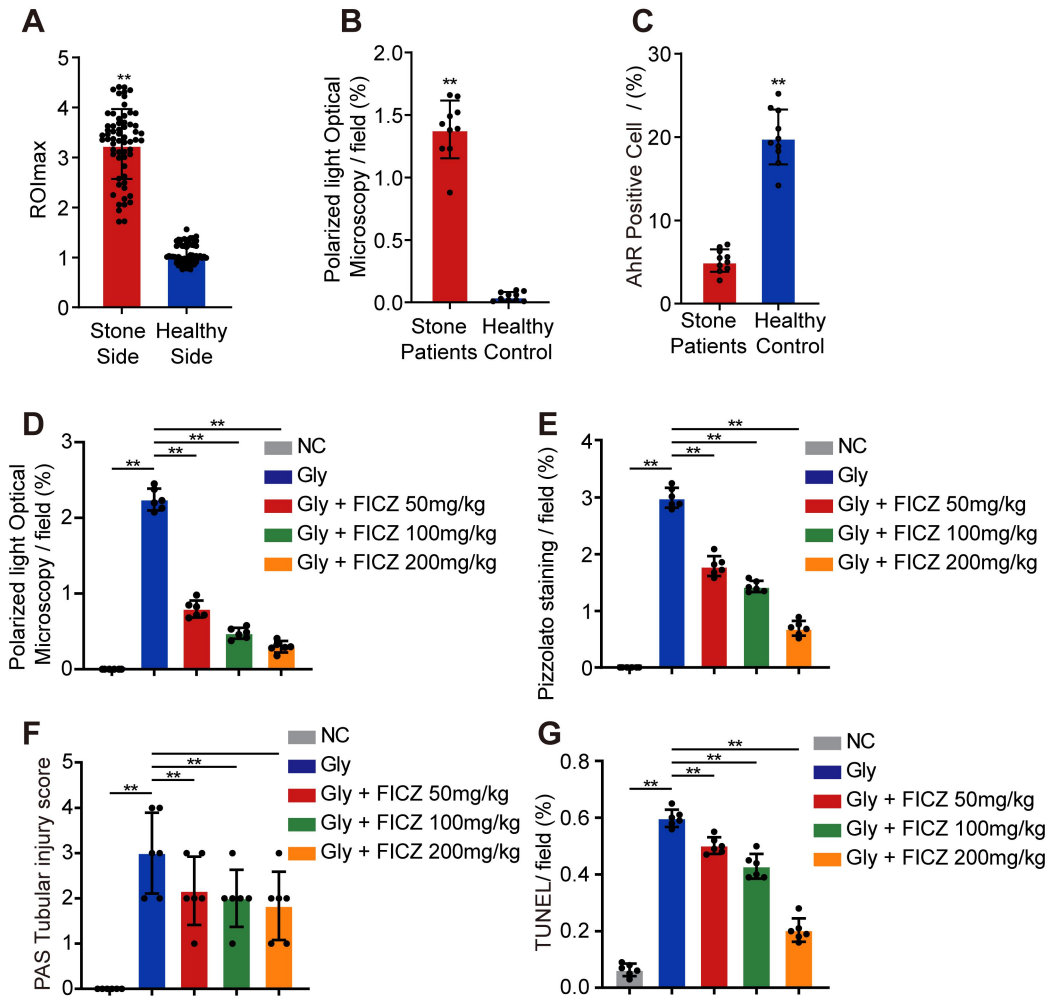 A
ROImax
5
4
3
2
1
0
**
Stone
Side
Healthy
Side
B
Polarized light Optical
Microscopy / field (%)
2.0
1.5
1.0
0.5
0.0
**
Stone
Patients
Healthy
Control
C
AhR Positive Cell / (%)
30
20
10
0
**
Stone
Patients
Healthy
Control
D
Polarized light Optical
Microscopy / field (%)
3
2
1
0
**
**
**
**
NC
Gly
Gly + FICZ 50mg/kg
Gly + FICZ 100mg/kg
Gly + FICZ 200mg/kg
E
Pizzolato staining / field (%)
4
3
2
1
0
**
**
**
**
NC
Gly
Gly + FICZ 50mg/kg
Gly + FICZ 100mg/kg
Gly + FICZ 200mg/kg
F
PAS Tubular injury score
5
4
3
2
1
0
**
**
**
NC
Gly
Gly + FICZ 50mg/kg
Gly + FICZ 100mg/kg
Gly + FICZ 200mg/kg
G
TUNEL/ field (%)
0.8
0.6
0.4
0.2
0.0
**
**
**
**
NC
Gly
Gly + FICZ 50mg/kg
Gly + FICZ 100mg/kg
Gly + FICZ 200mg/kg